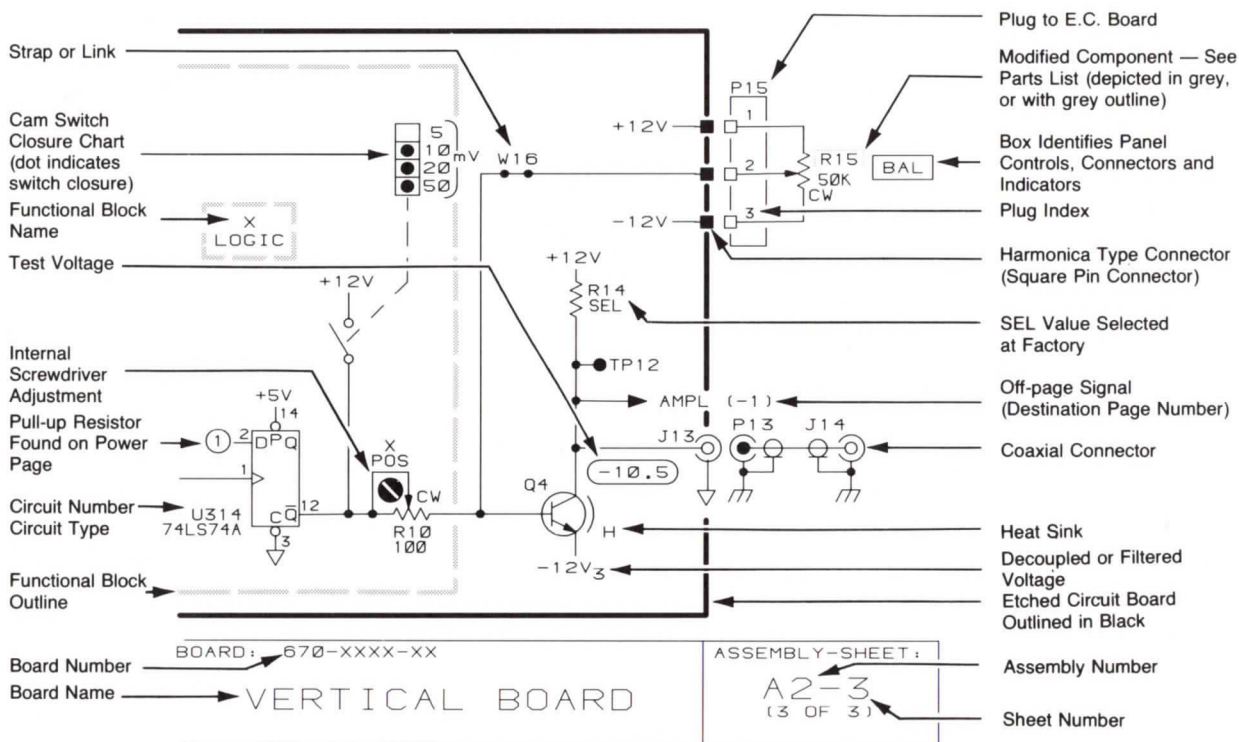 Strap or Link
Cam Switch
Closure Chart
(dot indicates
switch closure)
Functional Block
Name
Test Voltage
Internal
Screwdriver
Adjustment
Pull-up Resistor
Found on Power
Page
Circuit Number
Circuit Type
Functional Block
Outline
Board Number
Board Name
5
10
20
50
mV
W16
X
LOGIC
+12V
+5V
14
1
2
D P Q
1
C Q
12
3
U314
74LS74A
X
POS
CW
R10
100
+12V
R14
SEL
TP12
AMPL (-1)
J13
-10.5
Q4
H
-12V3
P15
+12V
1
2
3
-12V
R15
50K
CW
BAL
P13
J14
BOARD: 670-XXXX-XX
VERTICAL BOARD
ASSEMBLY-SHEET:
A2-3
(3 OF 3)
Plug to E.C. Board
Modified Component — See
Parts List (depicted in grey,
or with grey outline)
Box Identifies Panel
Controls, Connectors and
Indicators
Plug Index
Harmonica Type Connector
(Square Pin Connector)
SEL Value Selected
at Factory
Off-page Signal
(Destination Page Number)
Coaxial Connector
Heat Sink
Decoupled or Filtered
Voltage
Etched Circuit Board
Outlined in Black
Assembly Number
Sheet Number